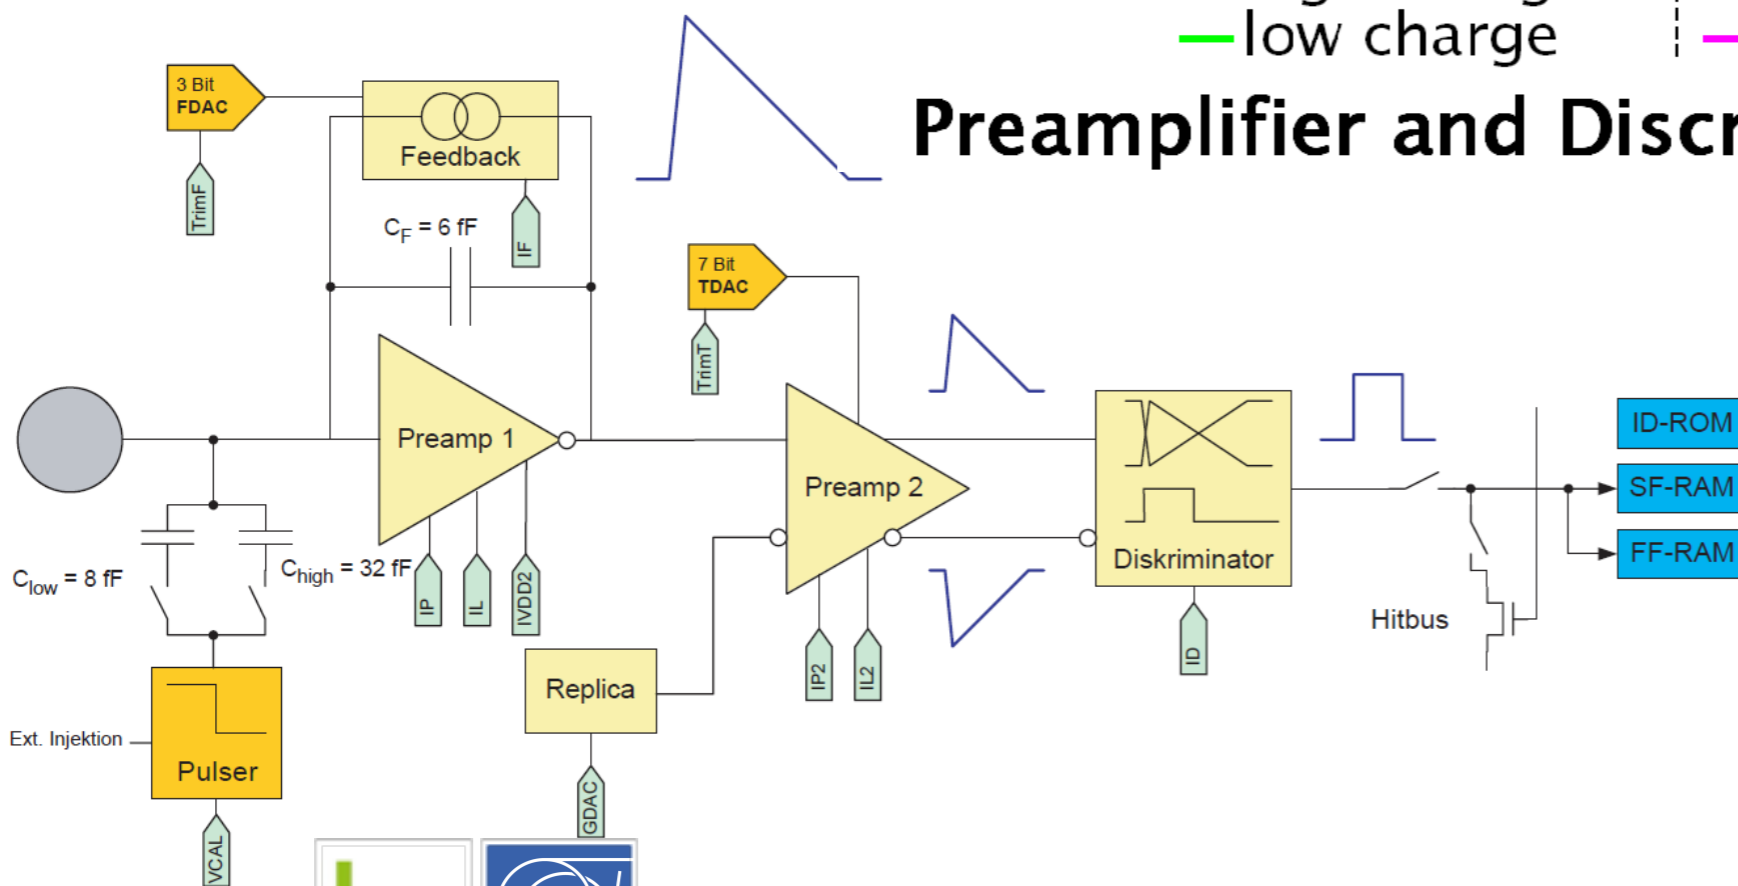 low charge
Preamplifier and Discr
3 Bit
FDAC
TrimF
Feedback
IF
C_F = 6 fF
7 Bit
TDAC
TrimT
Preamp 1
Preamp 2
Diskriminator
ID-ROM
SF-RAM
FF-RAM
Hitbus
C_low = 8 fF
C_high = 32 fF
IP
IL
IVDD2
IP2
IL2
ID
Replica
GDAC
Ext. Injektion
Pulser
VCAL